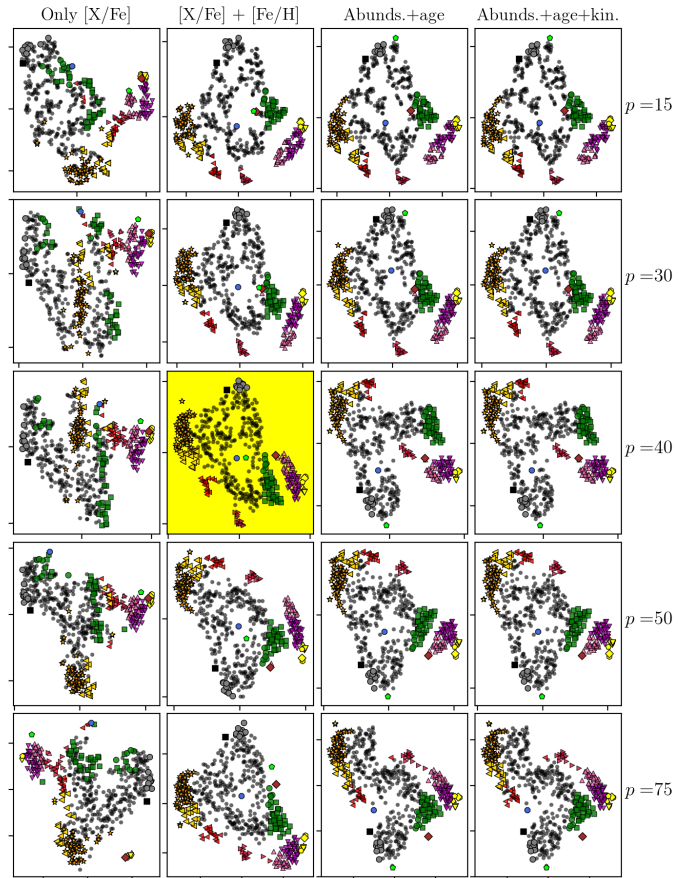 Only [X/Fe]
[X/Fe] + [Fe/H]
Abunds.+age
Abunds.+age+kin.
p =15
p =30
p =40
p =50
p =75